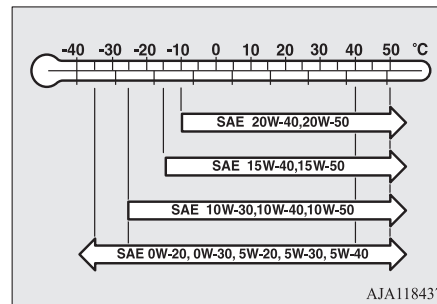 -40 -30 -20 -10 0 10 20 30 40 50 °C
SAE 20W-40,20W-50
SAE 15W-40,15W-50
SAE 10W-30,10W-40,10W-50
SAE 0W-20, 0W-30, 5W-20, 5W-30, 5W-40
AJA118437